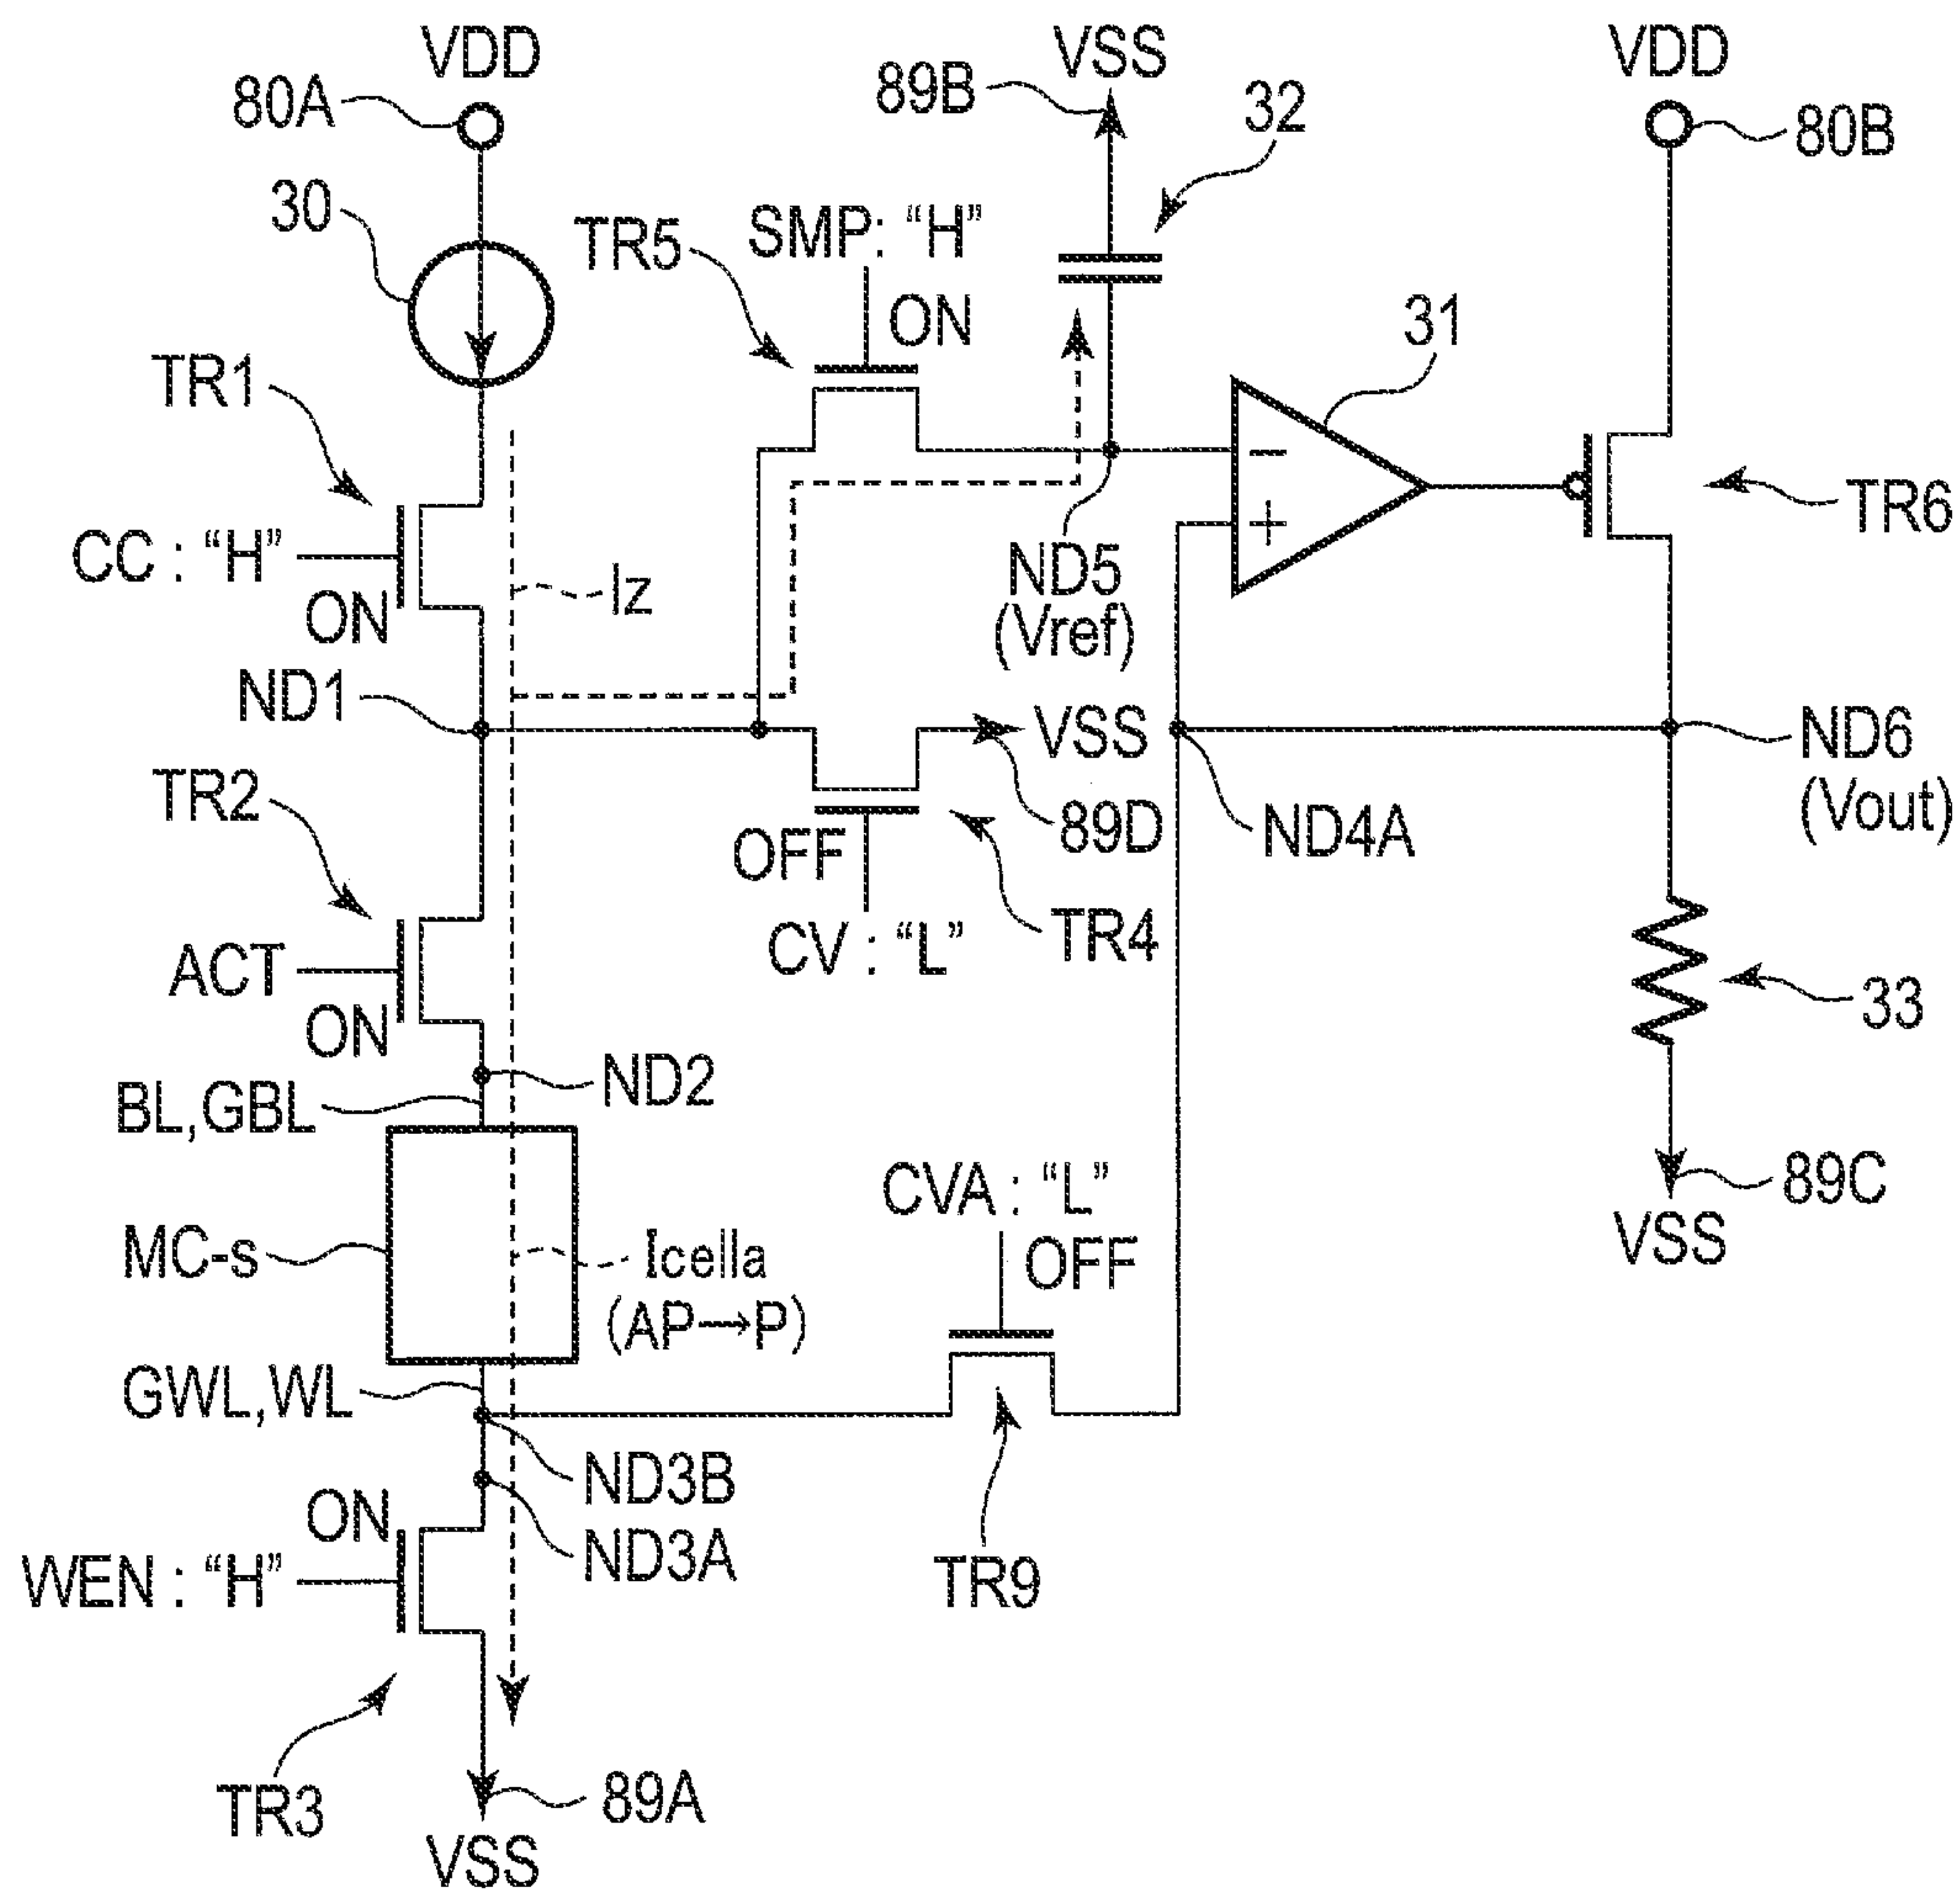 VDD
VSS
VDD
80A
89B
32
80B
30
TR5
SMP: “H”
ON
31
TR1
TR6
CC : “H”
ON
Iz
ND5
(Vref)
ND1
VSS
ND6
(Vout)
TR2
89D
ND4A
OFF
TR4
CV : “L”
ACT
ON
33
ND2
BL,GBL
CVA : “L”
OFF
89C
VSS
MC-s
Icella
(AP→P)
GWL,WL
ND3B
ON
ND3A
WEN : “H”
TR9
TR3
89A
VSS